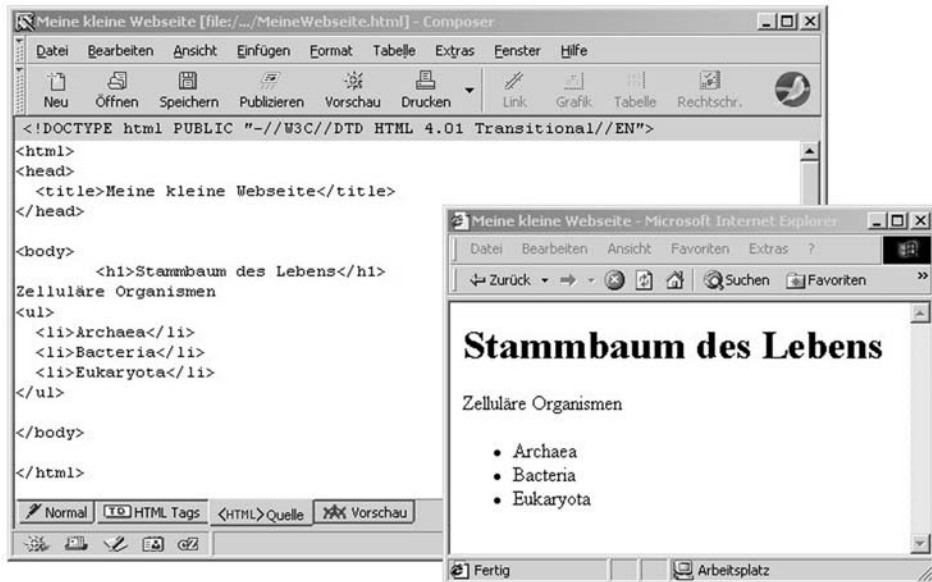 Meine kleine Webseite [file:/.../MeineWebseite.html] - Composer
Datei Bearbeiten Ansicht Einfügen Format Tabelle Extras Fenster Hilfe
Neu Öffnen Speichern Publizieren Vorschau Drucken Link Grafik Tabelle Rechtschr.
<!DOCTYPE html PUBLIC "-//W3C//DTD HTML 4.01 Transitional//EN">
<html>
<head>
<title>Meine kleine Webseite</title>
</head>
<body>
<h1>Stammbaum des Lebens</h1>
Zelluläre Organismen
<ul>
<li>Archaea</li>
<li>Bacteria</li>
<li>Eukaryota</li>
</ul>
</body>
</html>
Normal TD HTML Tags <HTML> Quelle Vorschau
Meine kleine Webseite - Microsoft Internet Explorer
Datei Bearbeiten Ansicht Favoriten Extras ?
Zurück Suchen Favoriten »
Stammbaum des Lebens
Zelluläre Organismen
• Archaea
• Bacteria
• Eukaryota
Fertig Arbeitsplatz